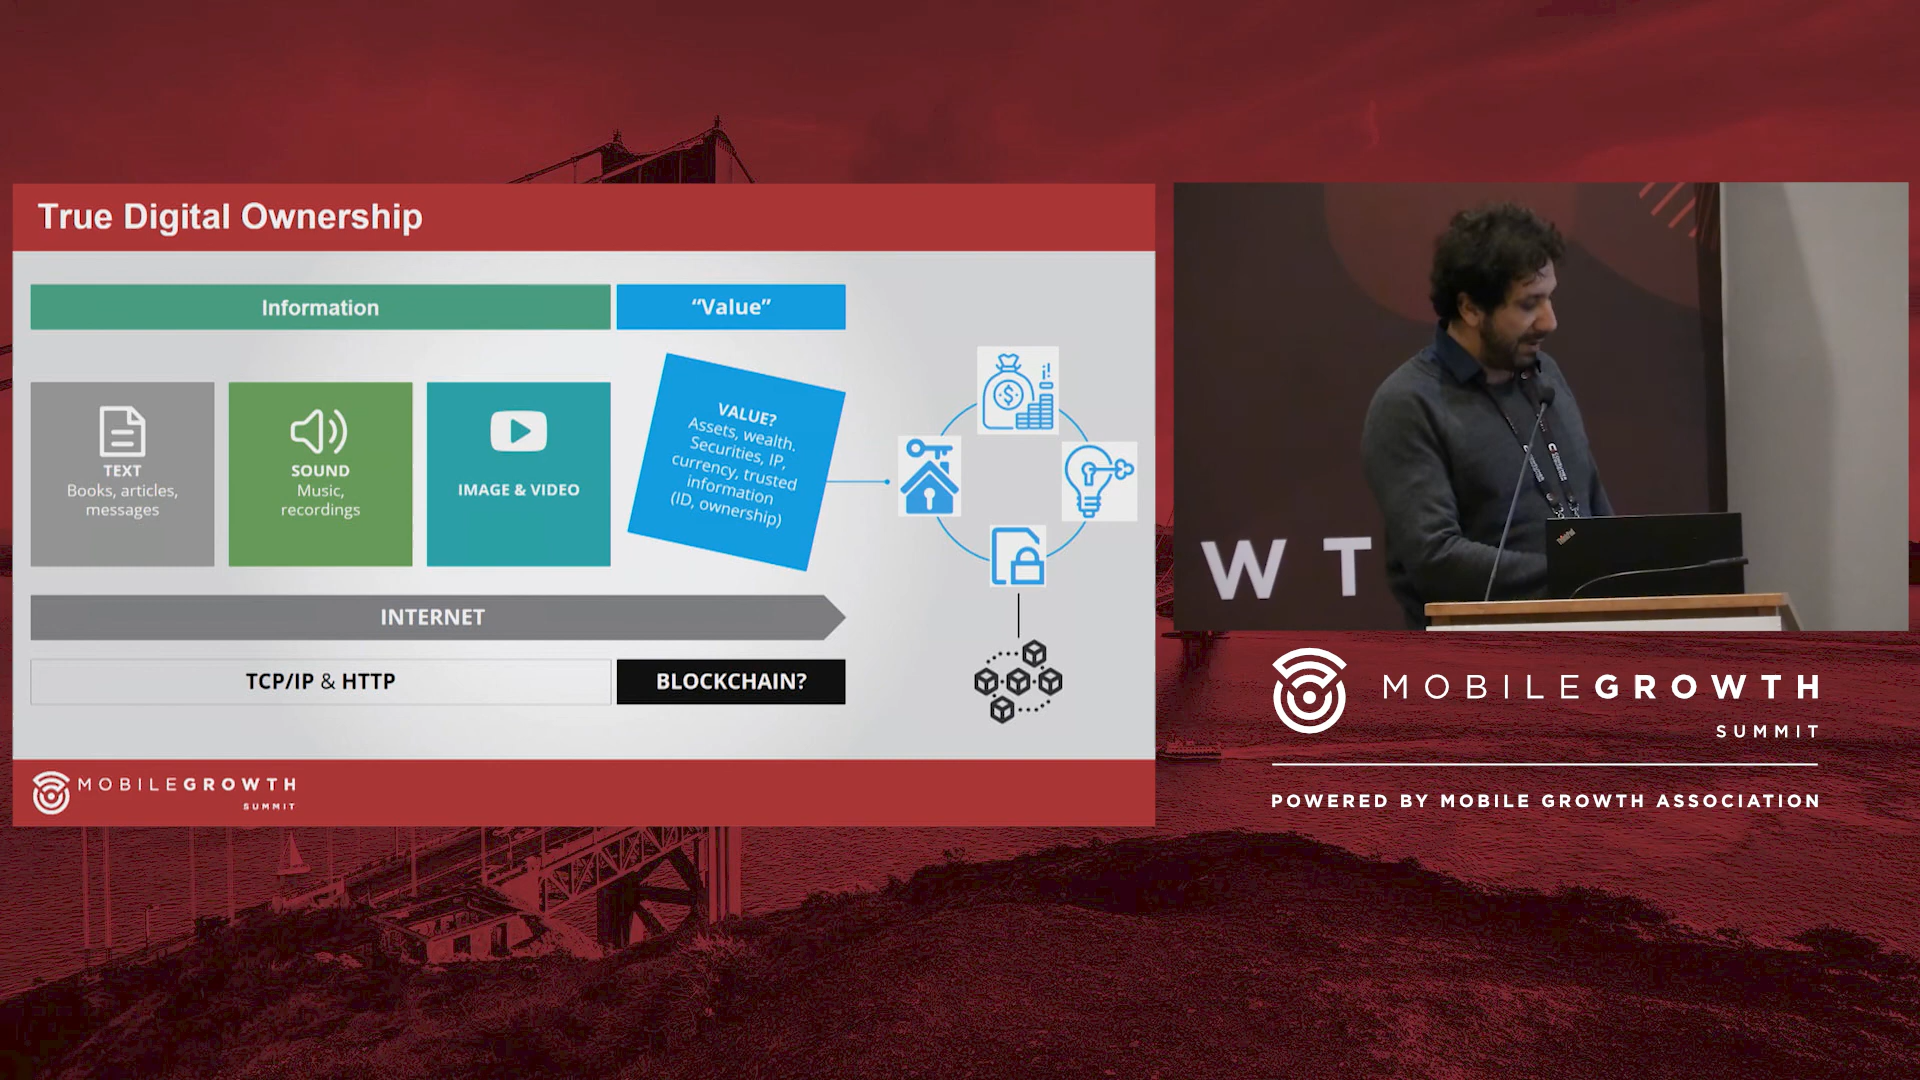 True Digital Ownership
Information
“Value”
TEXT
Books, articles,
messages
SOUND
Music,
recordings
IMAGE & VIDEO
VALUE?
Assets, wealth.
Securities, IP,
currency, trusted
information
(ID, ownership)
INTERNET
TCP/IP & HTTP
BLOCKCHAIN?
MOBILEGROWTH
SUMMIT
W T
ThinkPad
MOBILEGROWTH
SUMMIT
POWERED BY MOBILE GROWTH ASSOCIATION